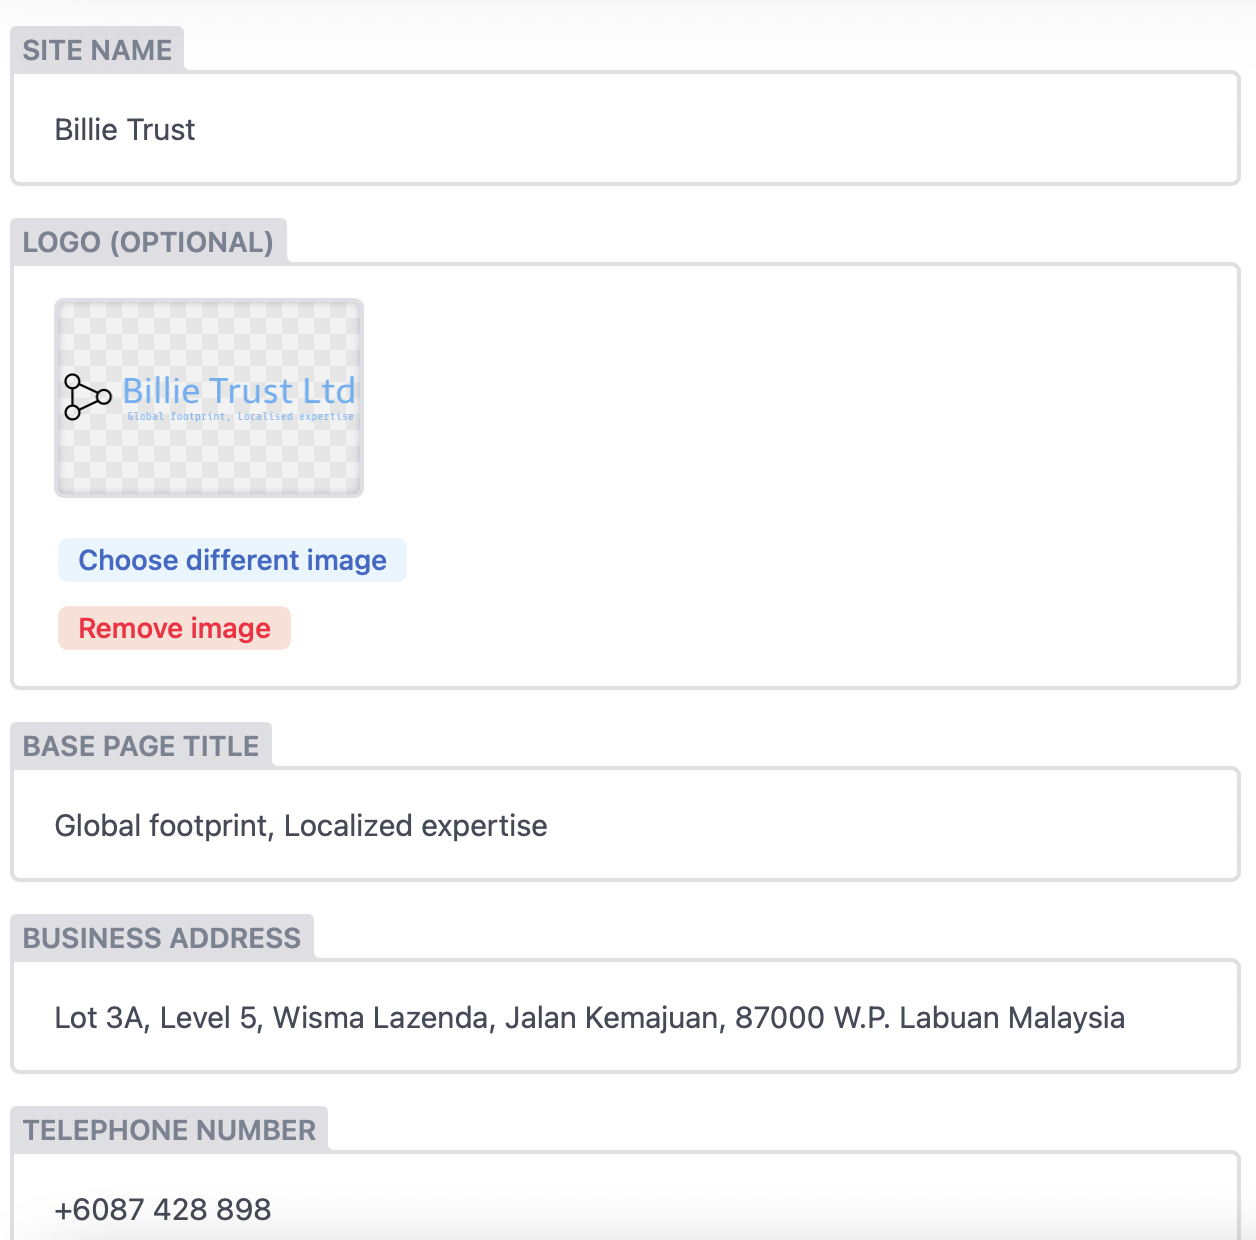 SITE NAME
Billie Trust
LOGO (OPTIONAL)
Billie Trust Ltd
Global footprint, Localised expertise
Choose different image
Remove image
BASE PAGE TITLE
Global footprint, Localized expertise
BUSINESS ADDRESS
Lot 3A, Level 5, Wisma Lazenda, Jalan Kemajuan, 87000 W.P. Labuan Malaysia
TELEPHONE NUMBER
+6087 428 898